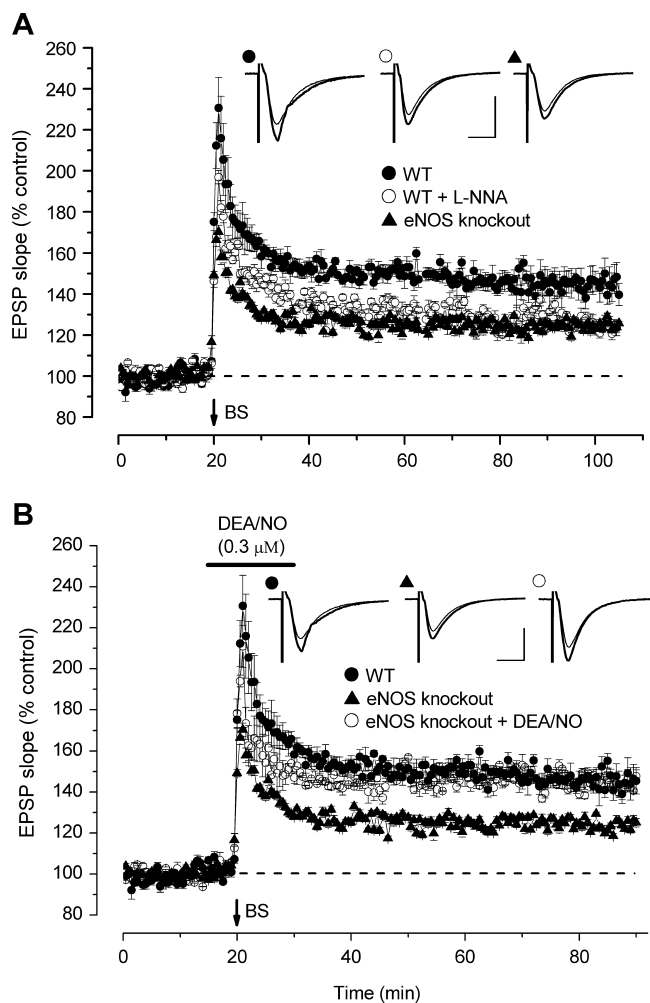 A
260
240
220
200
180
160
140
120
100
80
EPSP slope (% control)
WT
WT + L-NNA
eNOS knockout
BS
0 20 40 60 80 100
B
DEA/NO
(0.3 μM)
260
240
220
200
180
160
140
120
100
80
EPSP slope (% control)
WT
eNOS knockout
eNOS knockout + DEA/NO
BS
0 20 40 60 80
Time (min)